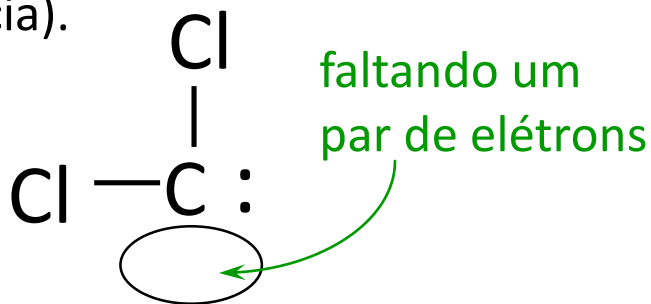 cia).
Cl
faltando um
par de elétrons
Cl — C :